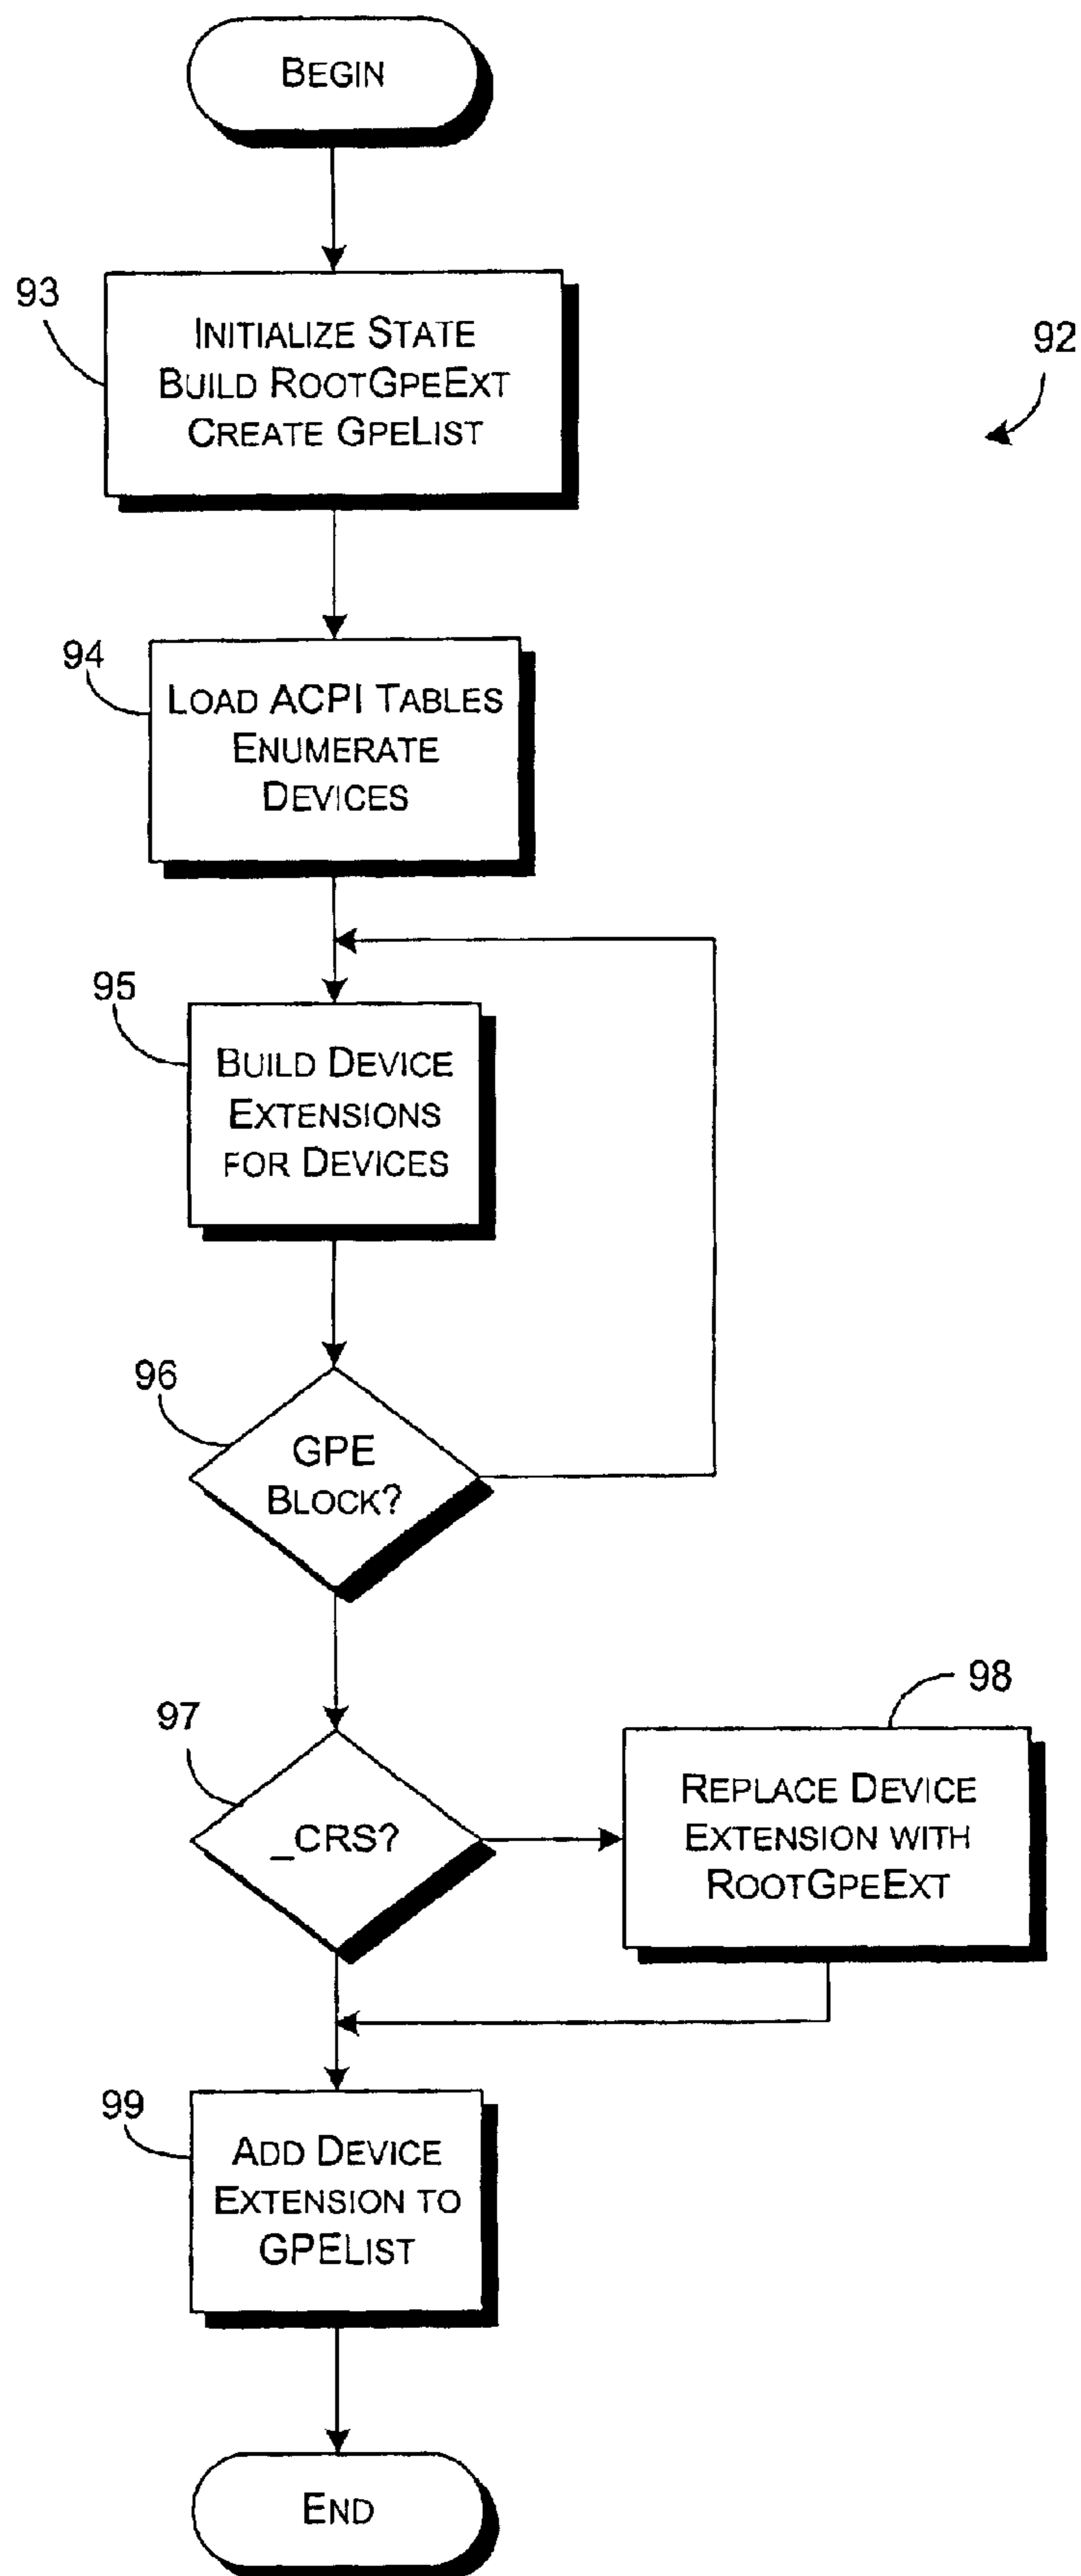 BEGIN
93
INITIALIZE STATE
BUILD ROOTGPEEXT
CREATE GPELIST
92
94
LOAD ACPI TABLES
ENUMERATE
DEVICES
95
BUILD DEVICE
EXTENSIONS
FOR DEVICES
96
GPE
BLOCK?
97
_CRS?
98
REPLACE DEVICE
EXTENSION WITH
ROOTGPEEXT
99
ADD DEVICE
EXTENSION TO
GPELIST
END